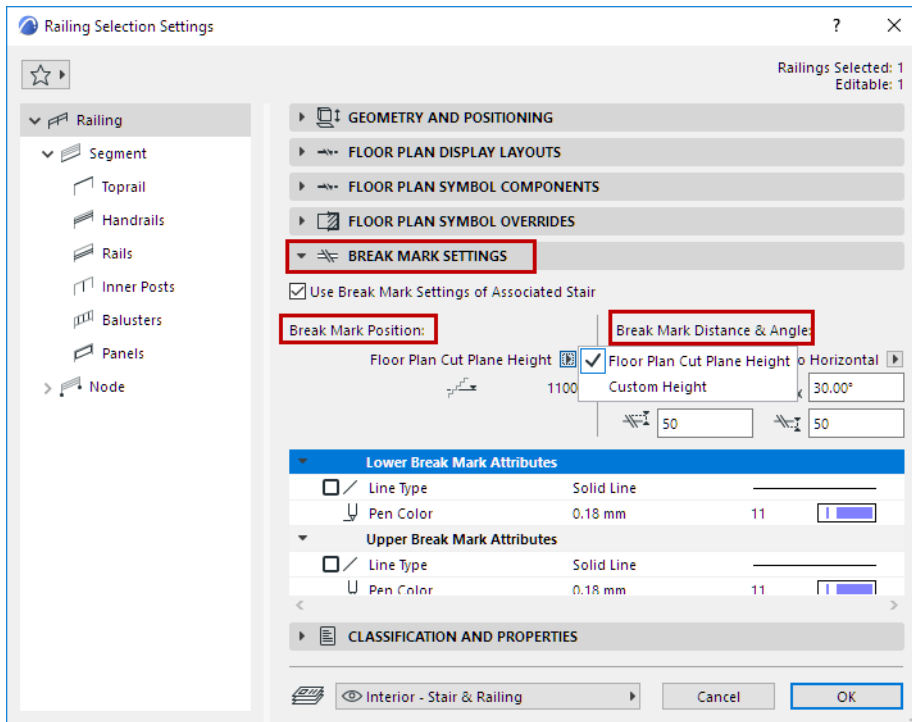 Railing Selection Settings
?
Railings Selected: 1
Editable: 1
Railing
Segment
Toprail
Handrails
Rails
Inner Posts
Balusters
Panels
Node
GEOMETRY AND POSITIONING
FLOOR PLAN DISPLAY LAYOUTS
FLOOR PLAN SYMBOL COMPONENTS
FLOOR PLAN SYMBOL OVERRIDES
BREAK MARK SETTINGS
Use Break Mark Settings of Associated Stair
Break Mark Position:
Break Mark Distance & Angle:
Floor Plan Cut Plane Height
Floor Plan Cut Plane Height
Custom Height
o Horizontal
1100
30.00°
50
50
Lower Break Mark Attributes
Line Type Solid Line
Pen Color 0.18 mm 11
Upper Break Mark Attributes
Line Type Solid Line
Pen Color 0.18 mm 11
CLASSIFICATION AND PROPERTIES
Interior - Stair & Railing
Cancel
OK